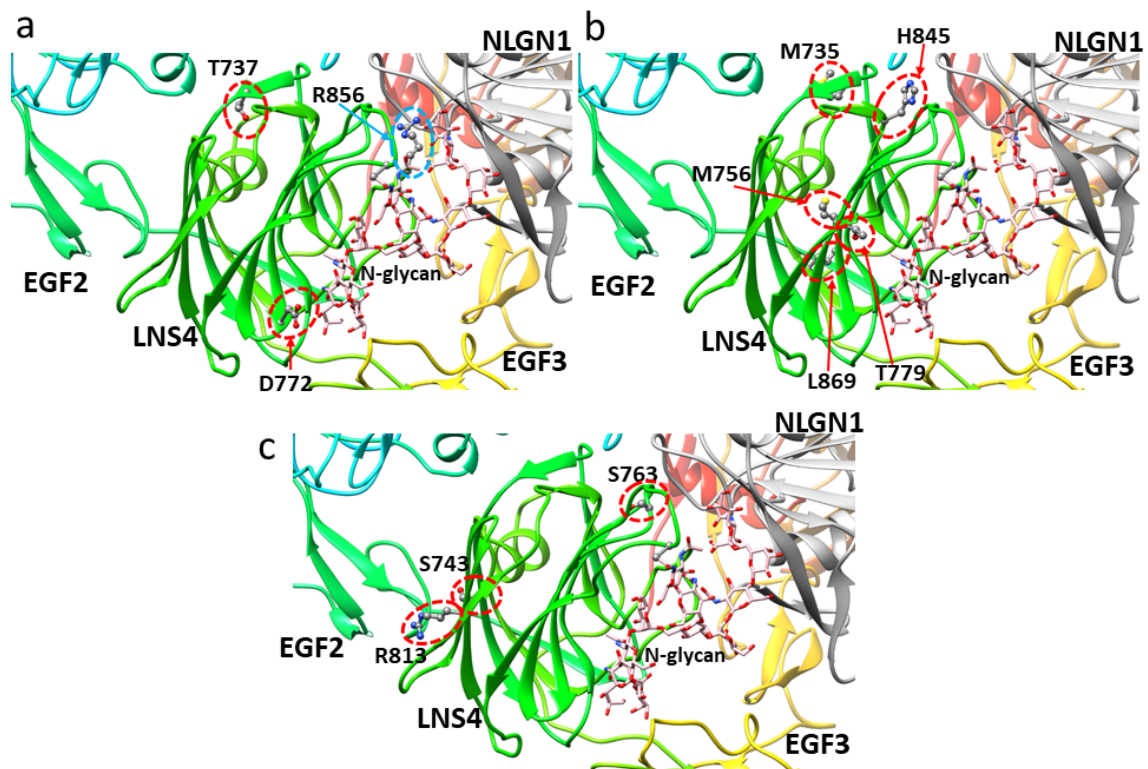 a
NLGN1
T737
R856
N-glycan
EGF2
LNS4
EGF3
D772
b
H845
M735
NLGN1
M756
N-glycan
EGF2
LNS4
EGF3
L869
T779
c
NLGN1
S763
S743
EGF2
R813
N-glycan
LNS4
EGF3